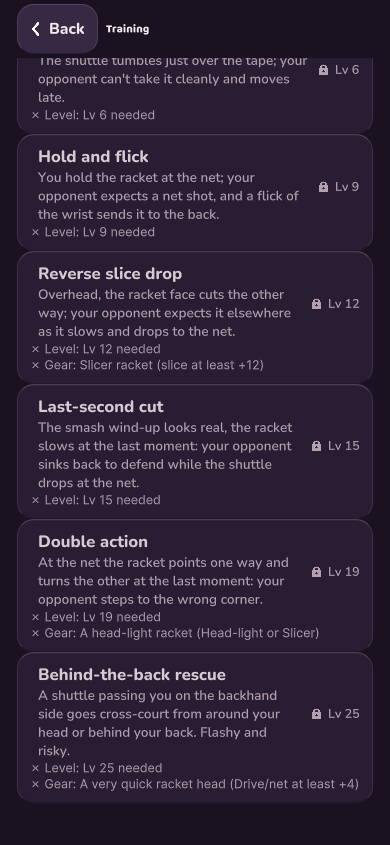 Back
Training
The shuttle tumbles just over the tape; your
opponent can't take it cleanly and moves
late.
Lv 6
× Level: Lv 6 needed
Hold and flick
You hold the racket at the net; your
opponent expects a net shot, and a flick of
the wrist sends it to the back.
Lv 9
× Level: Lv 9 needed
Reverse slice drop
Overhead, the racket face cuts the other
way; your opponent expects it elsewhere
as it slows and drops to the net.
Lv 12
× Level: Lv 12 needed
× Gear: Slicer racket (slice at least +12)
Last-second cut
The smash wind-up looks real, the racket
slows at the last moment: your opponent
sinks back to defend while the shuttle
drops at the net.
Lv 15
× Level: Lv 15 needed
Double action
At the net the racket points one way and
turns the other at the last moment: your
opponent steps to the wrong corner.
Lv 19
× Level: Lv 19 needed
× Gear: A head-light racket (Head-light or Slicer)
Behind-the-back rescue
A shuttle passing you on the backhand
side goes cross-court from around your
head or behind your back. Flashy and
risky.
Lv 25
× Level: Lv 25 needed
× Gear: A very quick racket head (Drive/net at least +4)